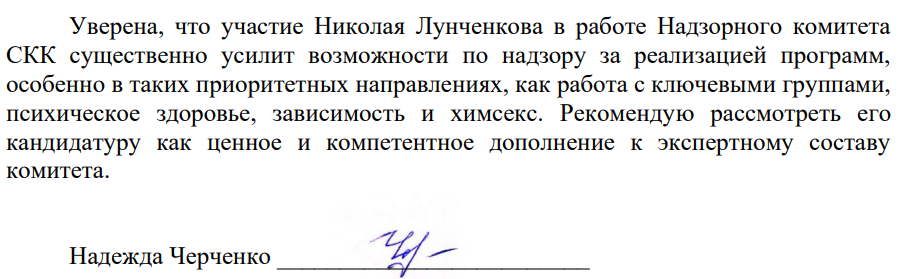 Уверена, что участие Николая Лунченкова в работе Надзорного комитета
СКК существенно усилит возможности по надзору за реализацией программ,
особенно в таких приоритетных направлениях, как работа с ключевыми группами,
психическое здоровье, зависимость и химсекс. Рекомендую рассмотреть его
кандидатуру как ценное и компетентное дополнение к экспертному составу
комитета.
Надежда Черченко